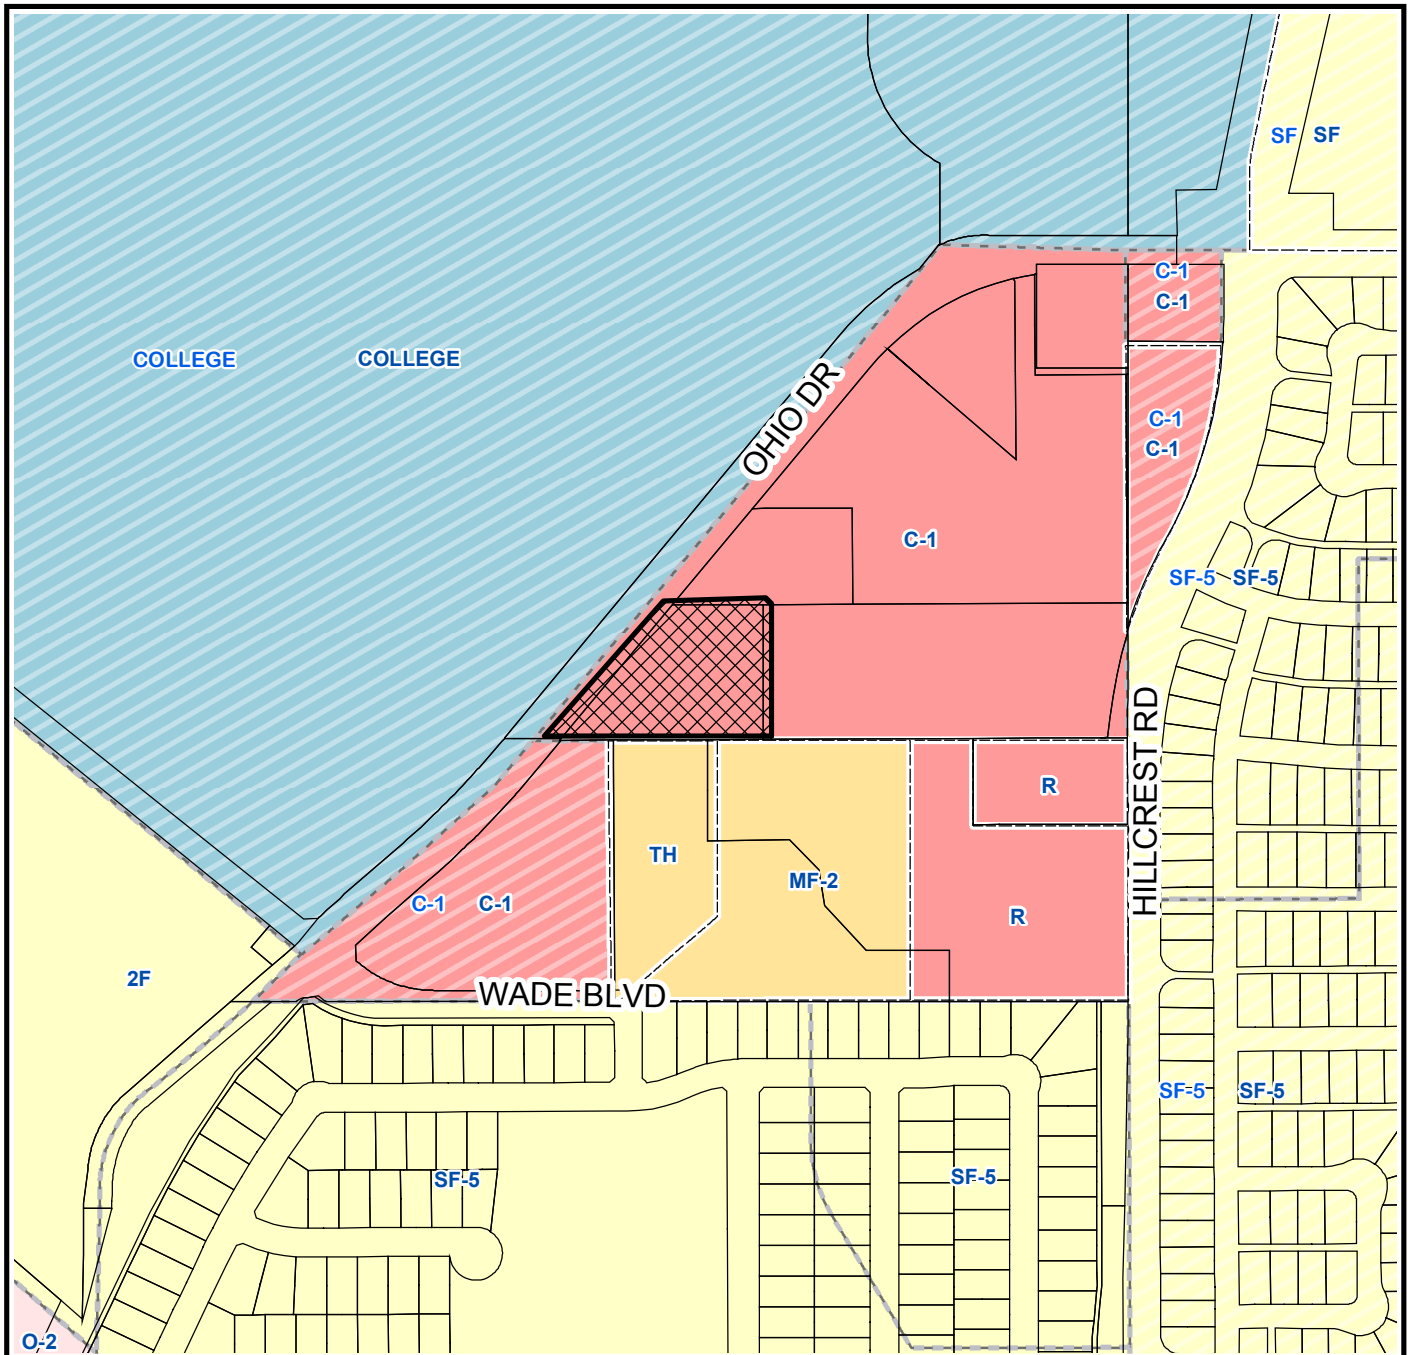 SF SF
C-1
C-1
COLLEGE COLLEGE
OHIO DR
C-1
C-1
C-1
SF-5 SF-5
HILLCREST RD
R
TH
MF-2
C-1 C-1
R
2F
WADE BLVD
SF-5 SF-5
SF-5
SF-5
O-2